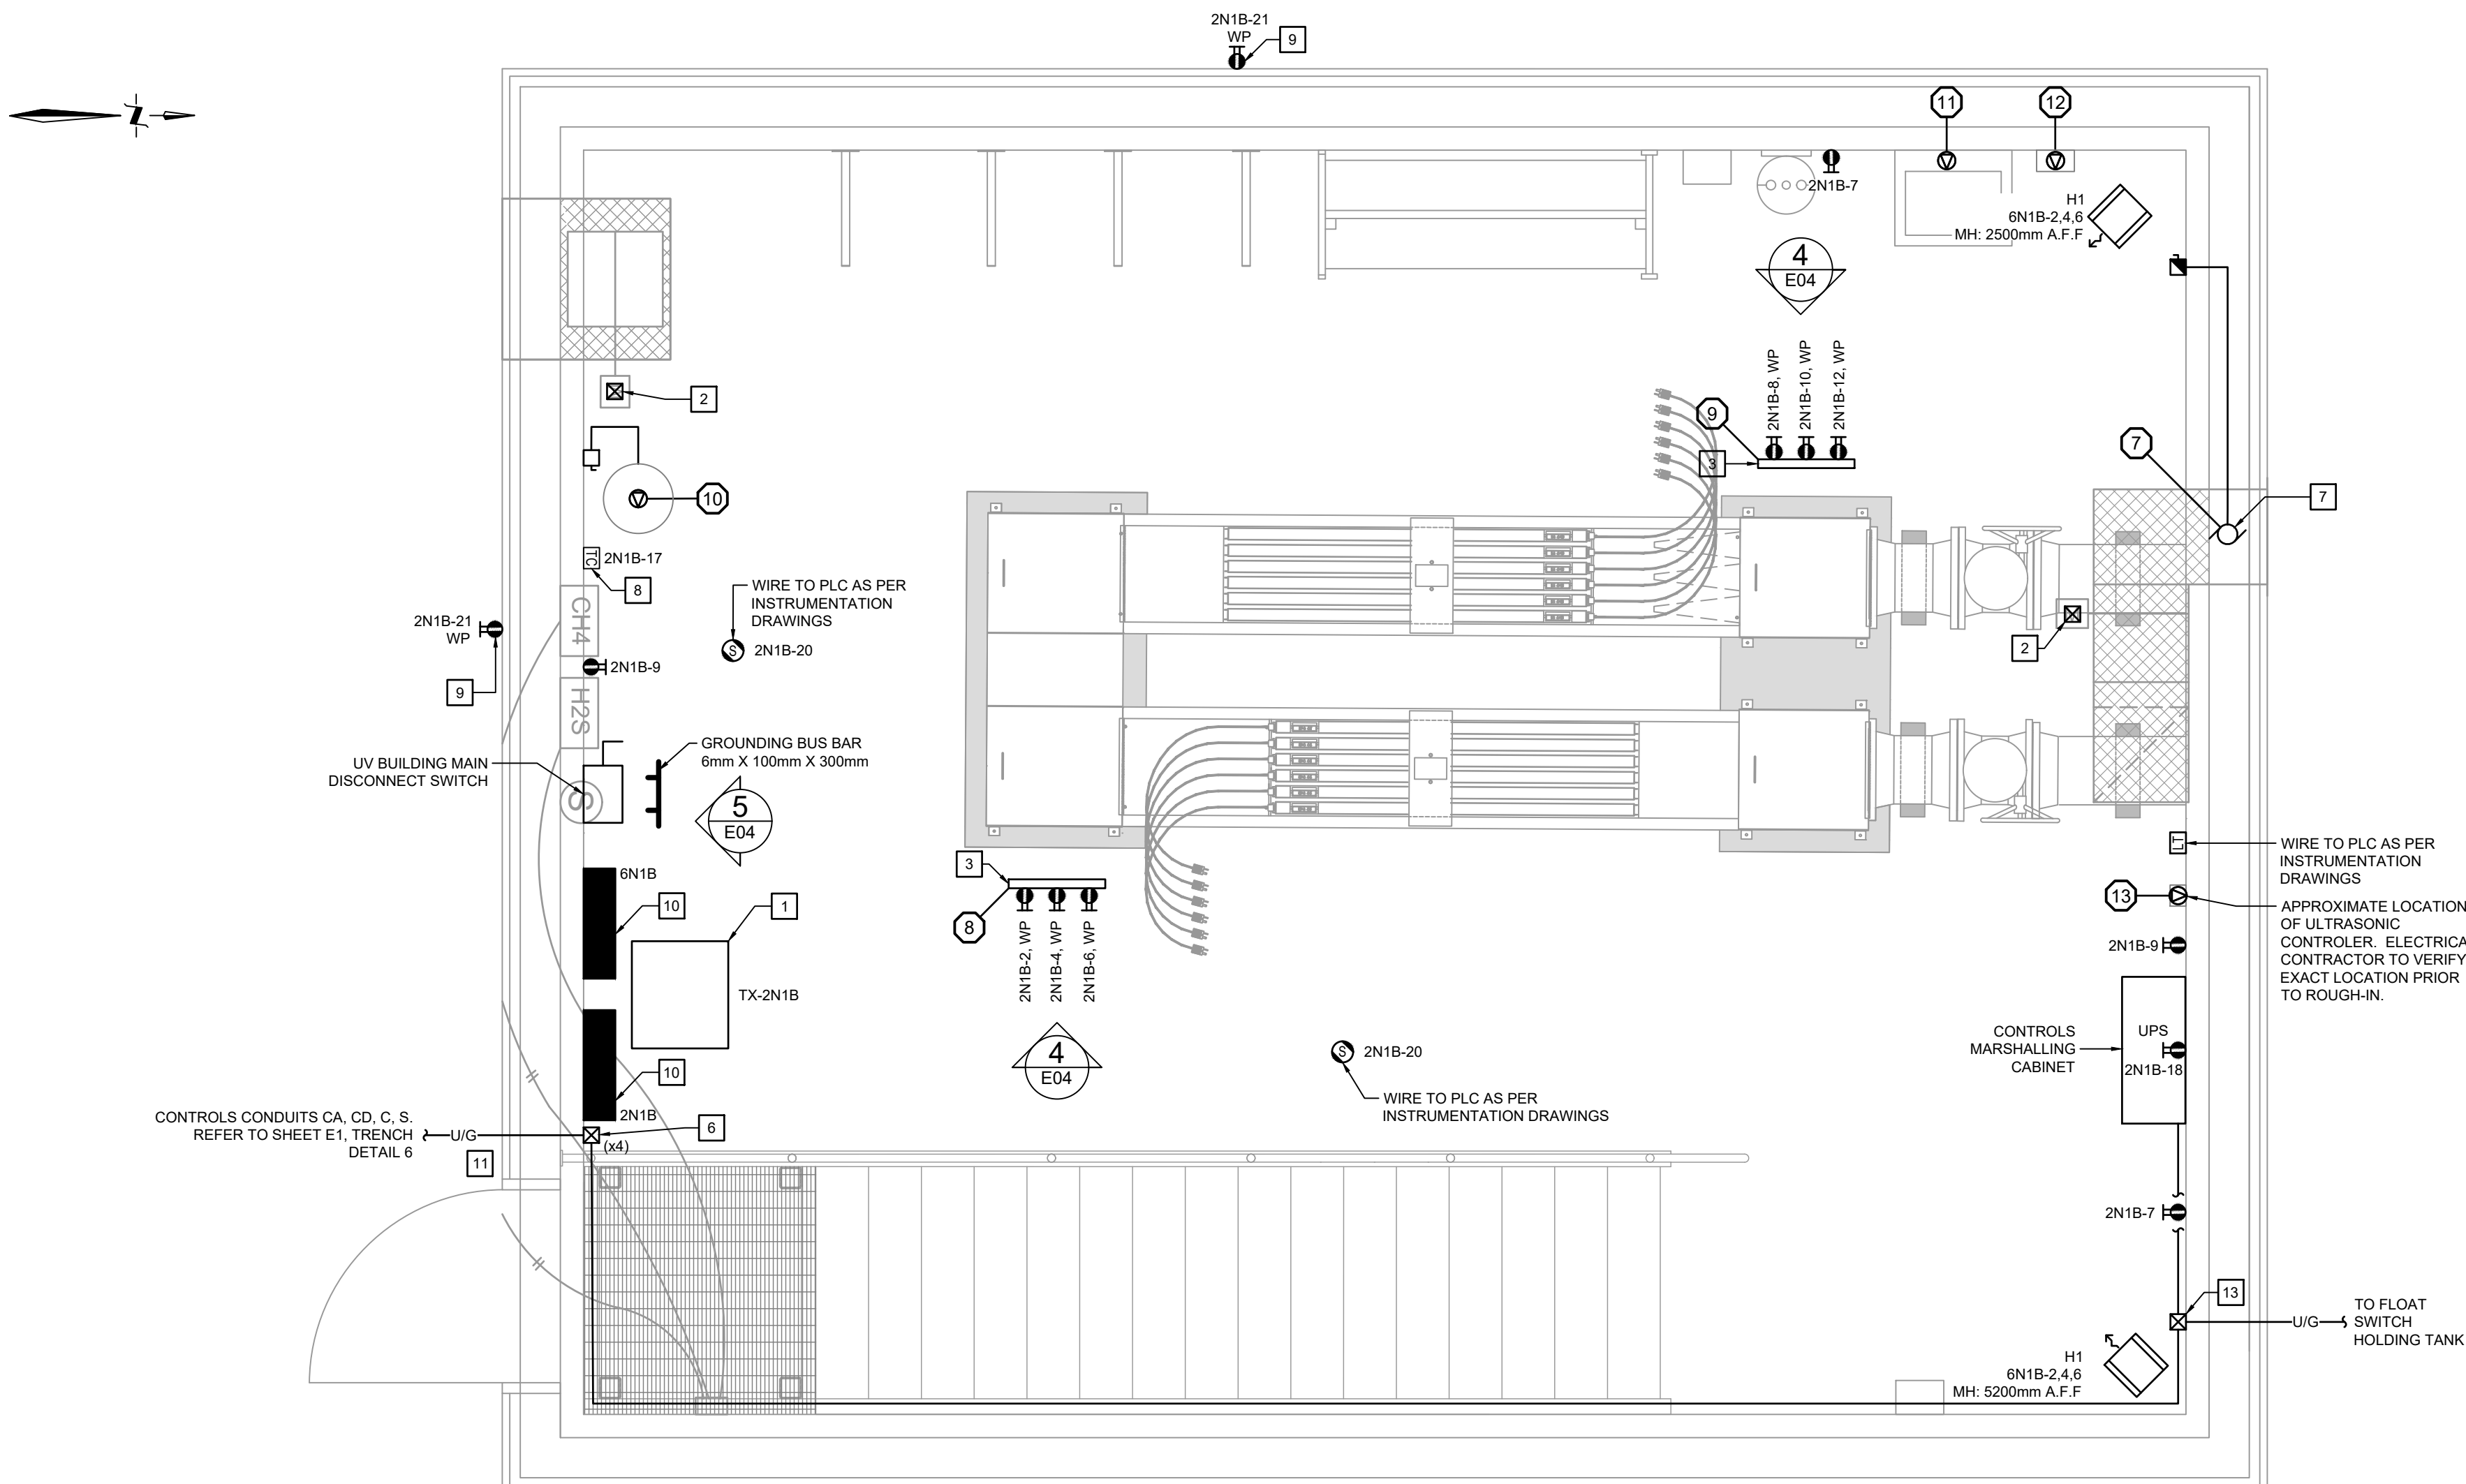 2N1B-21
WP
9
11
12
2N1B-7
H1
6N1B-2,4,6
MH: 2500mm A.F.F
4
E04
2N1B-8, WP
2N1B-10, WP
2N1B-12, WP
9
3
2
7
7
10
TC
2N1B-17
8
CH4
WIRE TO PLC AS PER
INSTRUMENTATION
DRAWINGS
S
2N1B-20
2N1B-21
WP
9
2N1B-9
H2S
2
GROUNDING BUS BAR
6mm X 100mm X 300mm
UV BUILDING MAIN
DISCONNECT SWITCH
S
5
E04
6N1B
10
1
3
8
2N1B-2, WP
2N1B-4, WP
2N1B-6, WP
4
E04
TX-2N1B
10
2N1B
LT
WIRE TO PLC AS PER
INSTRUMENTATION
DRAWINGS
13
APPROXIMATE LOCATION
OF ULTRASONIC
CONTROLER. ELECTRICA
CONTRACTOR TO VERIFY
EXACT LOCATION PRIOR
TO ROUGH-IN.
2N1B-9
CONTROLS
MARSHALLING
CABINET
UPS
2N1B-18
S
2N1B-20
WIRE TO PLC AS PER
INSTRUMENTATION DRAWINGS
CONTROLS CONDUITS CA, CD, C, S.
REFER TO SHEET E1, TRENCH
DETAIL 6
U/G
6
(x4)
11
2N1B-7
13
U/G
TO FLOAT
SWITCH
HOLDING TANK
H1
6N1B-2,4,6
MH: 5200mm A.F.F